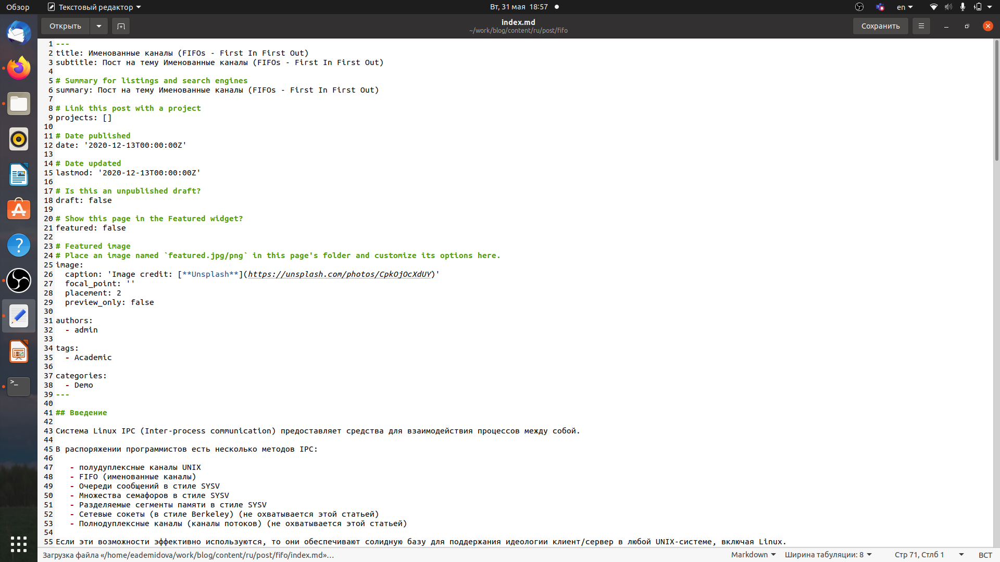 Обзор Текстовый редактор Вт, 31 мая 18:57 en
Открыть index.md Сохранить
~/work/blog/content/ru/post/fifo
1 ---
2 title: Именованные каналы (FIFOs - First In First Out)
3 subtitle: Пост на тему Именованные каналы (FIFOs - First In First Out)
4
5 # Summary for listings and search engines
6 summary: Пост на тему Именованные каналы (FIFOs - First In First Out)
7
8 # Link this post with a project
9 projects: []
10
11 # Date published
12 date: '2020-12-13T00:00:00Z'
13
14 # Date updated
15 lastmod: '2020-12-13T00:00:00Z'
16
17 # Is this an unpublished draft?
18 draft: false
19
20 # Show this page in the Featured widget?
21 featured: false
22
23 # Featured image
24 # Place an image named `featured.jpg/png` in this page's folder and customize its options here.
25 image:
26   caption: 'Image credit: [**Unsplash**](https://unsplash.com/photos/CpkOjOcXdUY)'
27   focal_point: ''
28   placement: 2
29   preview_only: false
30
31 authors:
32   - admin
33
34 tags:
35   - Academic
36
37 categories:
38   - Demo
39 ---
40
41 ## Введение
42
43 Система Linux IPC (Inter-process communication) предоставляет средства для взаимодействия процессов между собой.
44
45 В распоряжении программистов есть несколько методов IPC:
46
47    - полудуплексные каналы UNIX
48    - FIFO (именованные каналы)
49    - Очереди сообщений в стиле SYSV
50    - Множества семафоров в стиле SYSV
51    - Разделяемые сегменты памяти в стиле SYSV
52    - Сетевые сокеты (в стиле Berkeley) (не охватывается этой статьей)
53    - Полнодуплексные каналы (каналы потоков) (не охватывается этой статьей)
54
55 Если эти возможности эффективно используются, то они обеспечивают солидную базу для поддержания идеологии клиент/сервер в любой UNIX-системе, включая Linux.
Загрузка файла «/home/eademidova/work/blog/content/ru/post/fifo/index.md»… Markdown Ширина табуляции: 8 Стр 71, Стлб 1 ВСТ